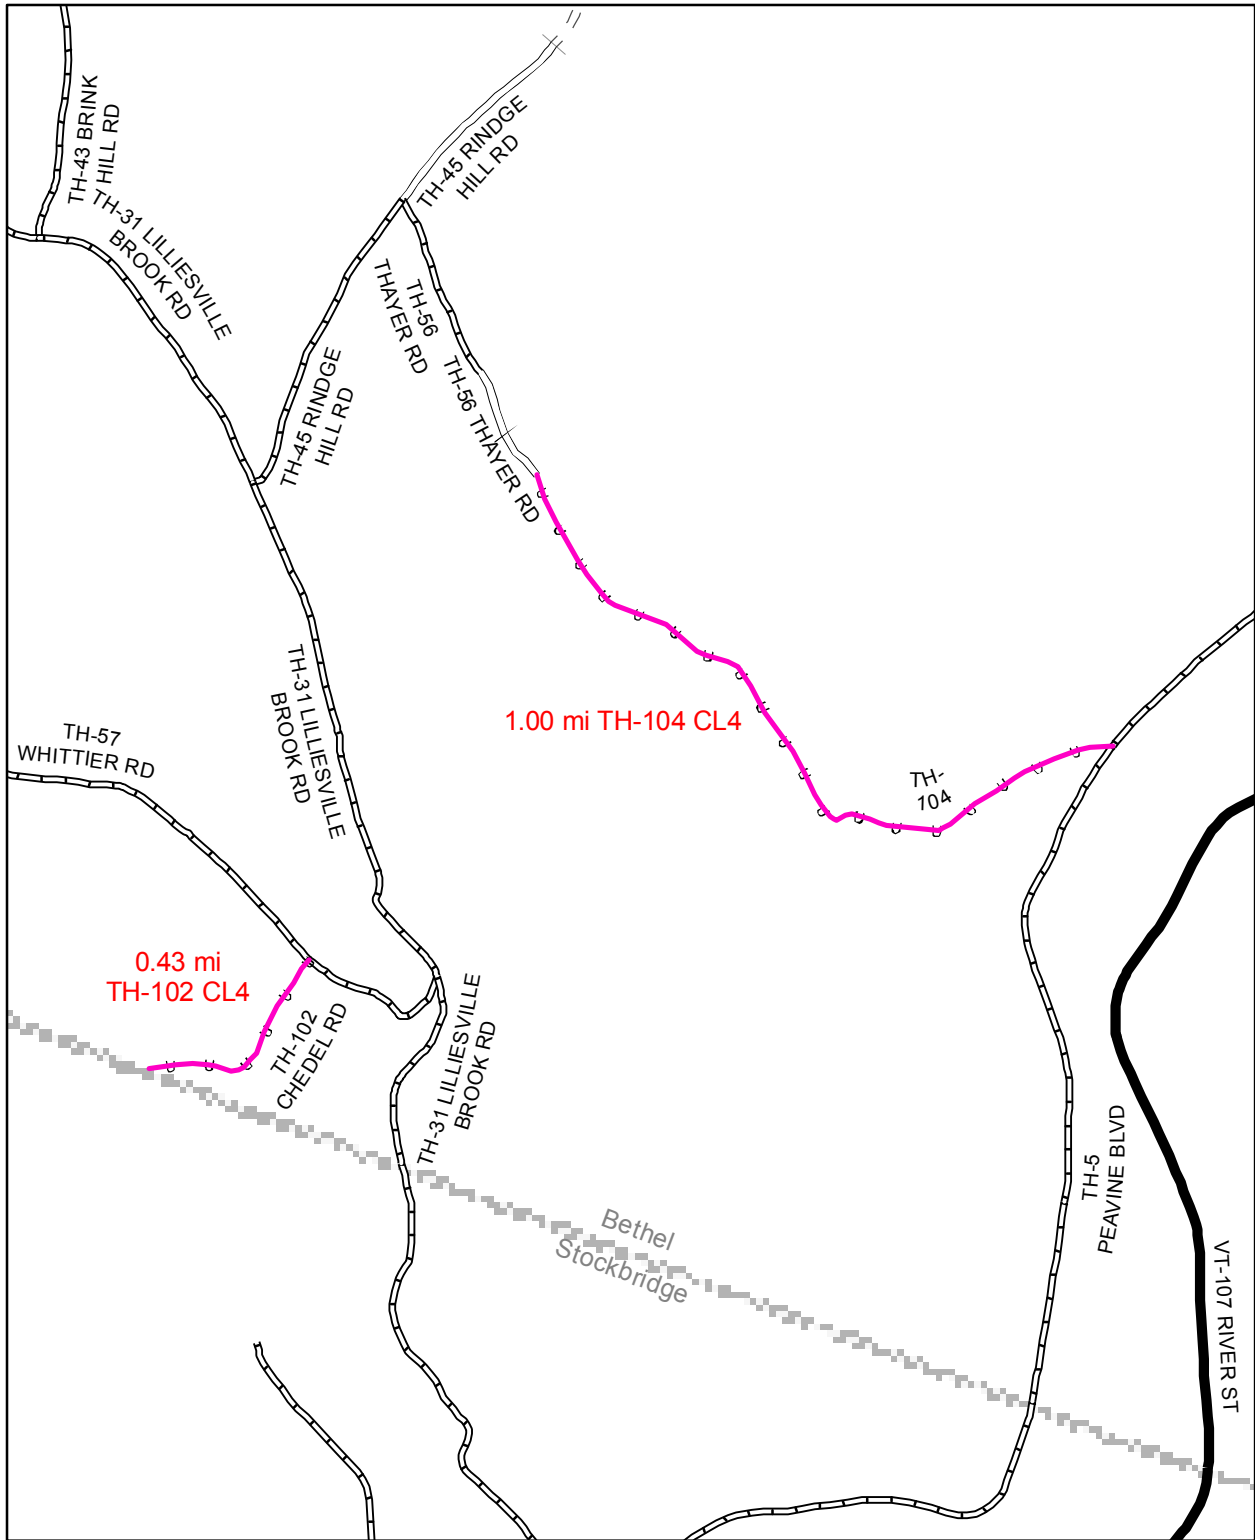 TH-43 BRINK
HILL RD
TH-31 LILLIESVILLE
BROOK RD
TH-45 RINDGE
HILL RD
TH-56
THAYER RD
TH-45 RINDGE
HILL RD
TH-56 THAYER RD
TH-31 LILLIESVILLE
BROOK RD
1.00 mi TH-104 CL4
TH-57
WHITTIER RD
TH-
104
0.43 mi
TH-102 CL4
TH-102
CHEDEL RD
TH-31 LILLIESVILLE
BROOK RD
TH-5
PEAVINE BLVD
Bethel
Stockbridge
VT-107 RIVER ST